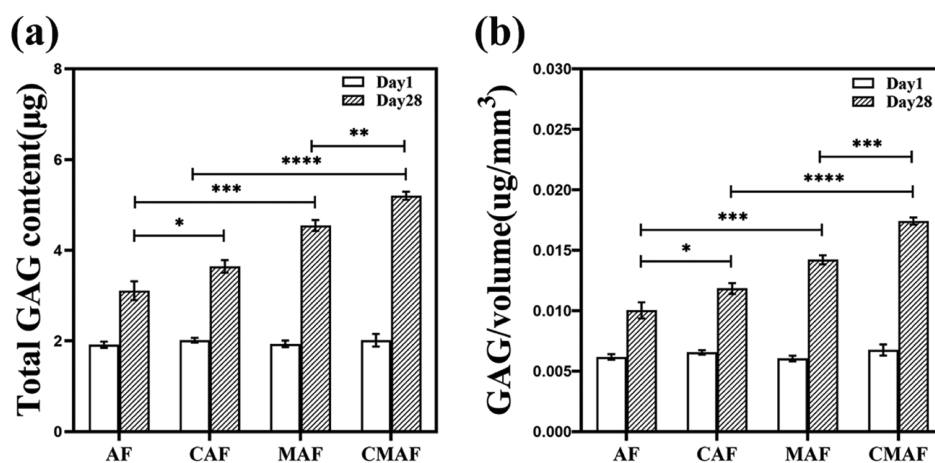 (a)
Total GAG content(μg)
8
6
4
2
0
Day1
Day28
**
****
***
*
AF CAF MAF CMAF
(b)
GAG/volume(ug/mm³)
0.030
0.025
0.020
0.015
0.010
0.005
0.000
Day1
Day28
***
****
***
*
AF CAF MAF CMAF